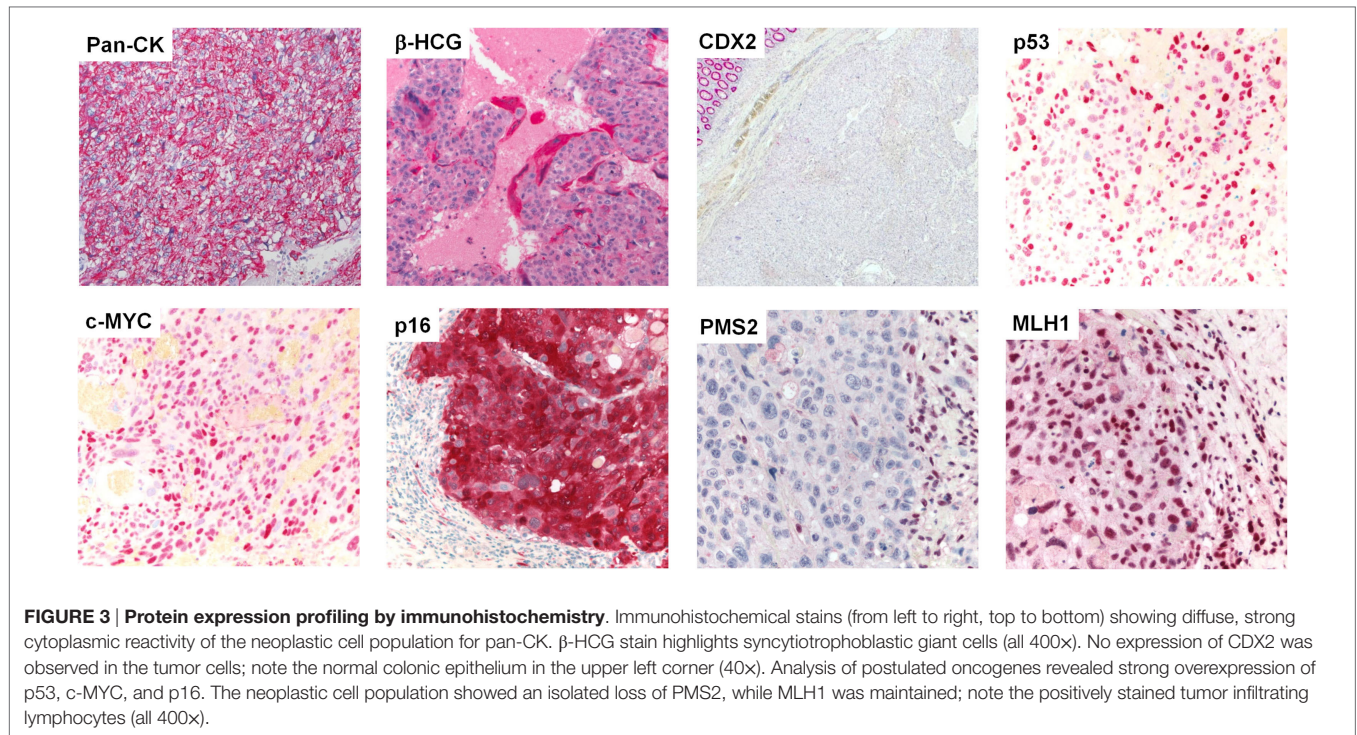 Pan-CK
β-HCG
CDX2
p53
c-MYC
p16
PMS2
MLH1
FIGURE 3 | Protein expression profiling by immunohistochemistry. Immunohistochemical stains (from left to right, top to bottom) showing diffuse, strong
cytoplasmic reactivity of the neoplastic cell population for pan-CK. β-HCG stain highlights syncytiotrophoblastic giant cells (all 400×). No expression of CDX2 was
observed in the tumor cells; note the normal colonic epithelium in the upper left corner (40×). Analysis of postulated oncogenes revealed strong overexpression of
p53, c-MYC, and p16. The neoplastic cell population showed an isolated loss of PMS2, while MLH1 was maintained; note the positively stained tumor infiltrating
lymphocytes (all 400×).